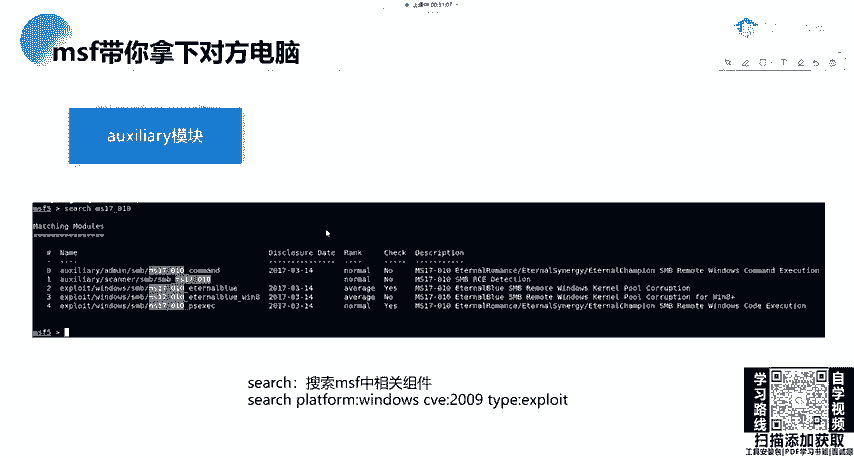 msf带你拿下对方电脑
auxiliary模块
msf5 > search ms17_010
Matching Modules
================
# Name Disclosure Date Rank Check Description
- ---- --------------- ---- ----- -----------
0 auxiliary/admin/smb/ms17_010_command 2017-03-14 normal No MS17-010 EternalRomance/EternalSynergy/EternalChampion SMB Remote Windows Command Execution
1 auxiliary/scanner/smb/smb_ms17_010 normal No MS17-010 SMB RCE Detection
2 exploit/windows/smb/ms17_010_eternalblue 2017-03-14 average Yes MS17-010 EternalBlue SMB Remote Windows Kernel Pool Corruption
3 exploit/windows/smb/ms17_010_eternalblue_win8 2017-03-14 average No MS17-010 EternalBlue SMB Remote Windows Kernel Pool Corruption for Win8+
4 exploit/windows/smb/ms17_010_psexec 2017-03-14 normal Yes MS17-010 EternalRomance/EternalSynergy/EternalChampion SMB Remote Windows Code Execution
msf5 >
search：搜索msf中相关组件
search platform:windows cve:2009 type:exploit
学习路线
自学视频
扫描添加获取
工具安装包|PDF学习书籍|面试题